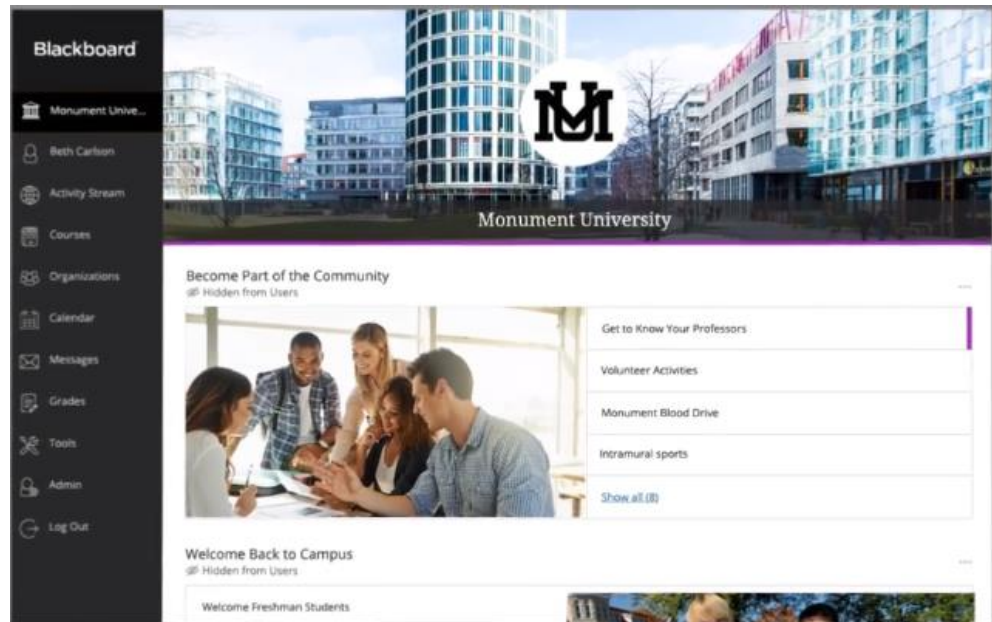 Blackboard
Monument Unive...
Beth Carlson
Activity Stream
Courses
Organizations
Calendar
Messages
Grades
Tools
Admin
Log Out
MU
Monument University
Become Part of the Community
Hidden from Users
Get to Know Your Professors
Volunteer Activities
Monument Blood Drive
Intramural sports
Show all (8)
Welcome Back to Campus
Hidden from Users
Welcome Freshman Students